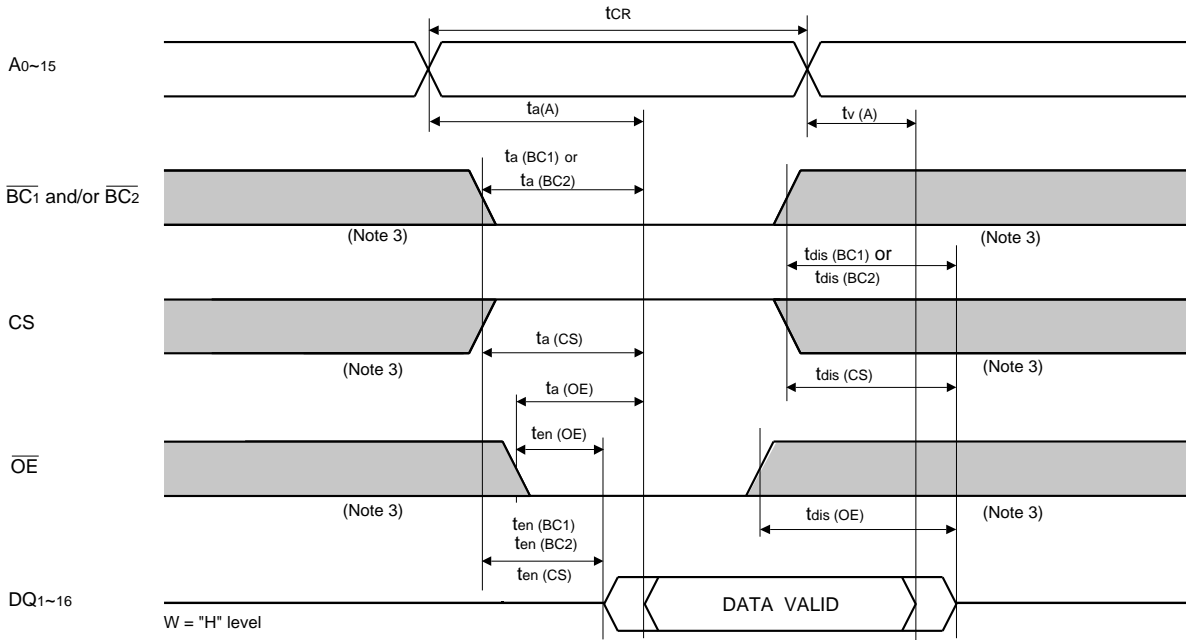 tCR
A0~15
ta(A)
tv (A)
ta (BC1) or
ta (BC2)
BC1 and/or BC2
(Note 3)
(Note 3)
tdis (BC1) or
tdis (BC2)
CS
ta (CS)
(Note 3)
(Note 3)
tdis (CS)
ta (OE)
ten (OE)
OE
(Note 3)
(Note 3)
tdis (OE)
ten (BC1)
ten (BC2)
ten (CS)
DQ1~16
DATA VALID
W = "H" level